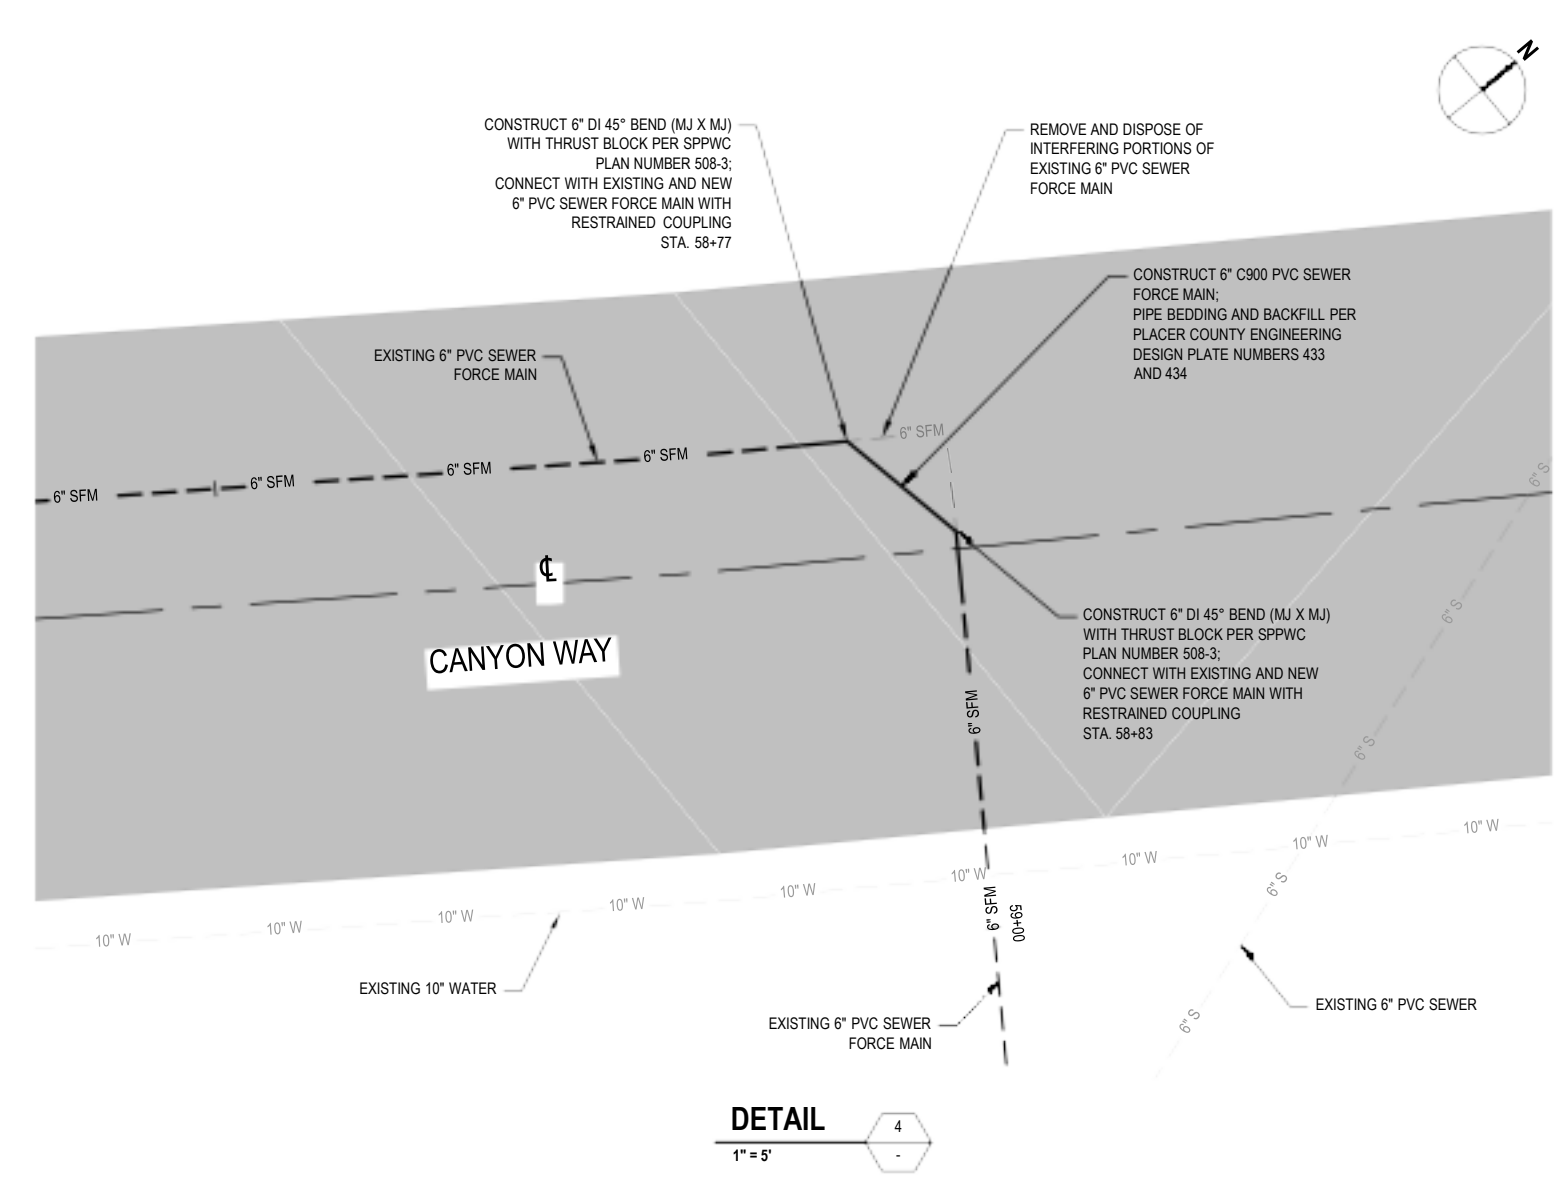 N
CONSTRUCT 6" DI 45° BEND (MJ X MJ)
WITH THRUST BLOCK PER SPPWC
PLAN NUMBER 508-3;
CONNECT WITH EXISTING AND NEW
6" PVC SEWER FORCE MAIN WITH
RESTRAINED COUPLING
STA. 58+77
REMOVE AND DISPOSE OF
INTERFERING PORTIONS OF
EXISTING 6" PVC SEWER
FORCE MAIN
CONSTRUCT 6" C900 PVC SEWER
FORCE MAIN;
PIPE BEDDING AND BACKFILL PER
PLACER COUNTY ENGINEERING
DESIGN PLATE NUMBERS 433
AND 434
EXISTING 6" PVC SEWER
FORCE MAIN
6" SFM
6" SFM
6" SFM
6" SFM
6" SFM
6" S
℄
CANYON WAY
6" S
CONSTRUCT 6" DI 45° BEND (MJ X MJ)
WITH THRUST BLOCK PER SPPWC
PLAN NUMBER 508-3;
CONNECT WITH EXISTING AND NEW
6" PVC SEWER FORCE MAIN WITH
RESTRAINED COUPLING
STA. 58+83
6" SFM
6" S
10" W
10" W
10" W
10" W
10" W
10" W
10" W
10" W
10" W
6" S
6" SFM
59+00
EXISTING 10" WATER
EXISTING 6" PVC SEWER
FORCE MAIN
6" S
EXISTING 6" PVC SEWER
DETAIL
1" = 5'
4
-